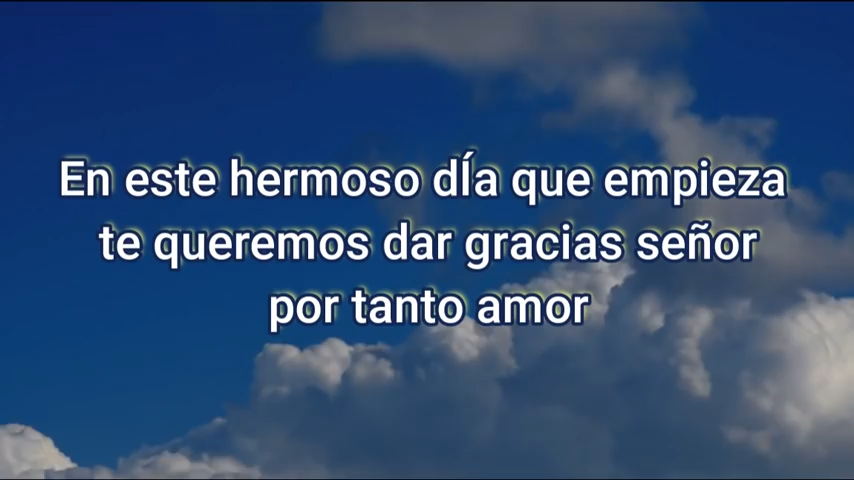 En este hermoso dÍa que empieza
te queremos dar gracias señor
por tanto amor